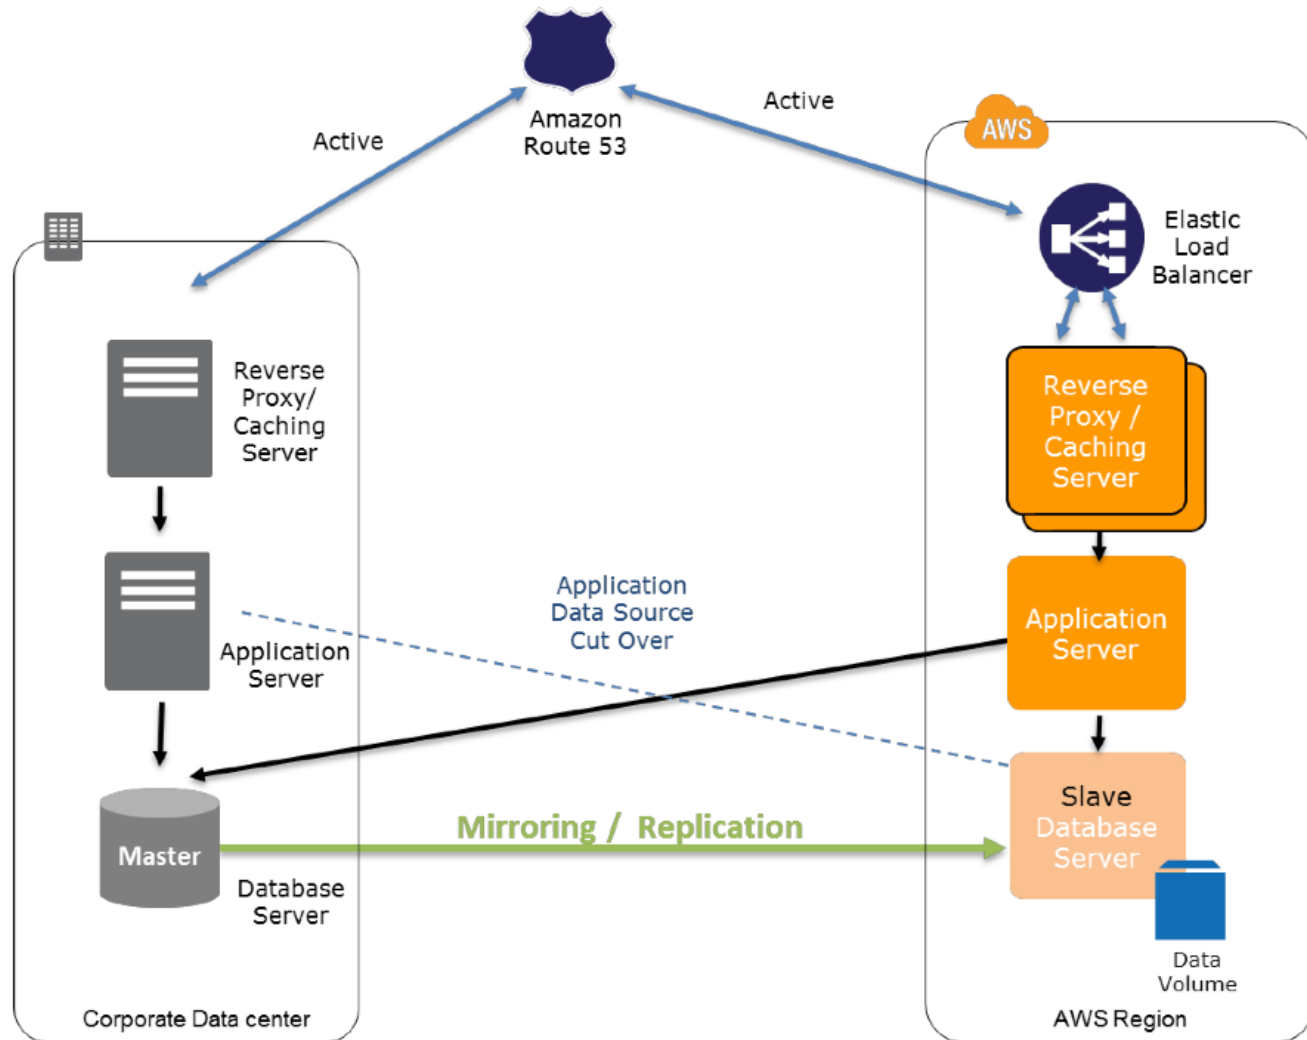 Amazon
Route 53
Active
Active
AWS
Elastic
Load
Balancer
Reverse
Proxy/
Caching
Server
Reverse
Proxy /
Caching
Server
Application
Data Source
Cut Over
Application
Server
Application
Server
Mirroring / Replication
Master
Database
Server
Slave
Database
Server
Data
Volume
Corporate Data center
AWS Region